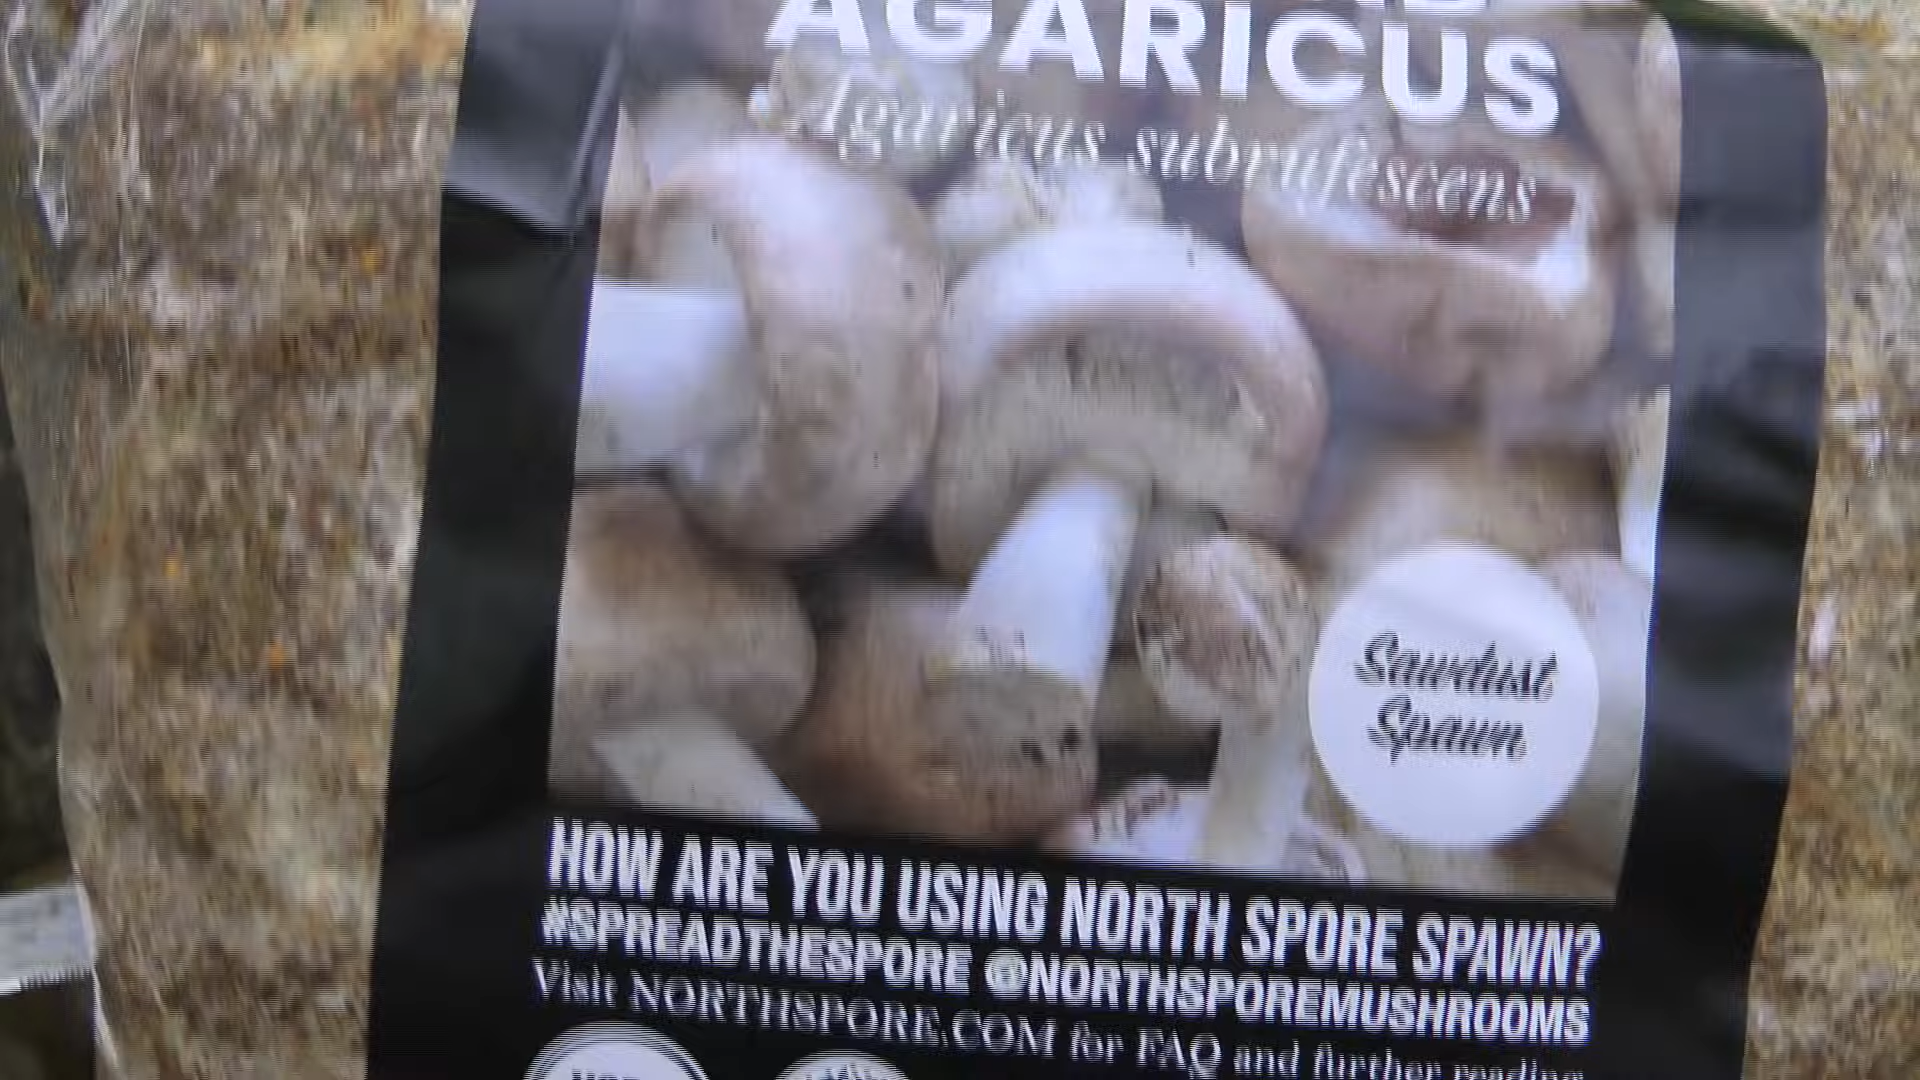 AGARICUS
Agaricus subrufescens
Sawdust
Spawn
HOW ARE YOU USING NORTH SPORE SPAWN?
#SPREADTHESPORE @NORTHSPOREMUSHROOMS
Visit NORTHSPORE.COM for FAQ and further reading